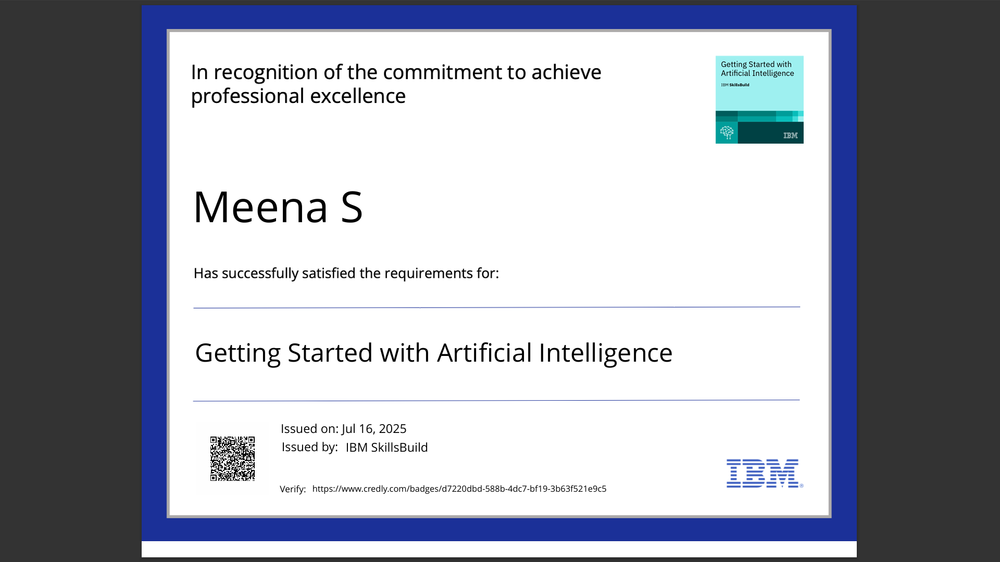 In recognition of the commitment to achieve
professional excellence
Getting Started with
Artificial Intelligence
IBM SkillsBuild
IBM
Meena S
Has successfully satisfied the requirements for:
Getting Started with Artificial Intelligence
Issued on: Jul 16, 2025
Issued by: IBM SkillsBuild
Verify: https://www.credly.com/badges/d7220dbd-588b-4dc7-bf19-3b63f521e9c5
IBM®